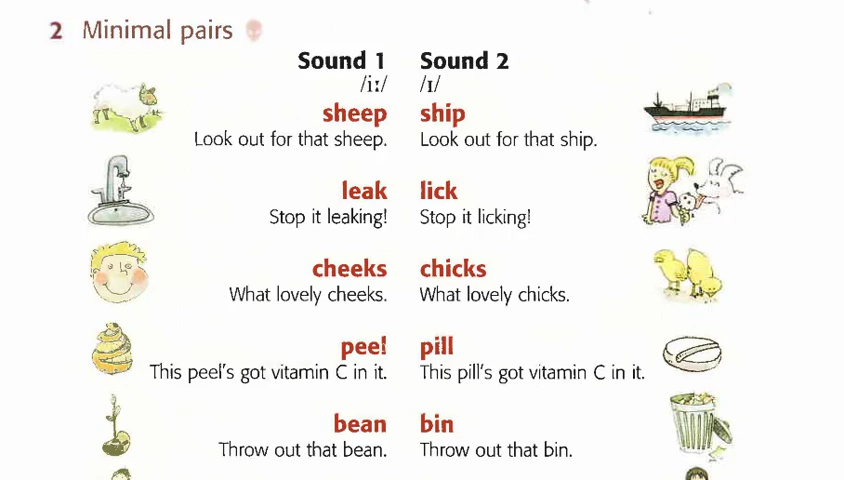 2 Minimal pairs
Sound 1 Sound 2
/iː/ /ɪ/
sheep ship
Look out for that sheep. Look out for that ship.
leak lick
Stop it leaking! Stop it licking!
cheeks chicks
What lovely cheeks. What lovely chicks.
peel pill
This peel's got vitamin C in it. This pill's got vitamin C in it.
bean bin
Throw out that bean. Throw out that bin.